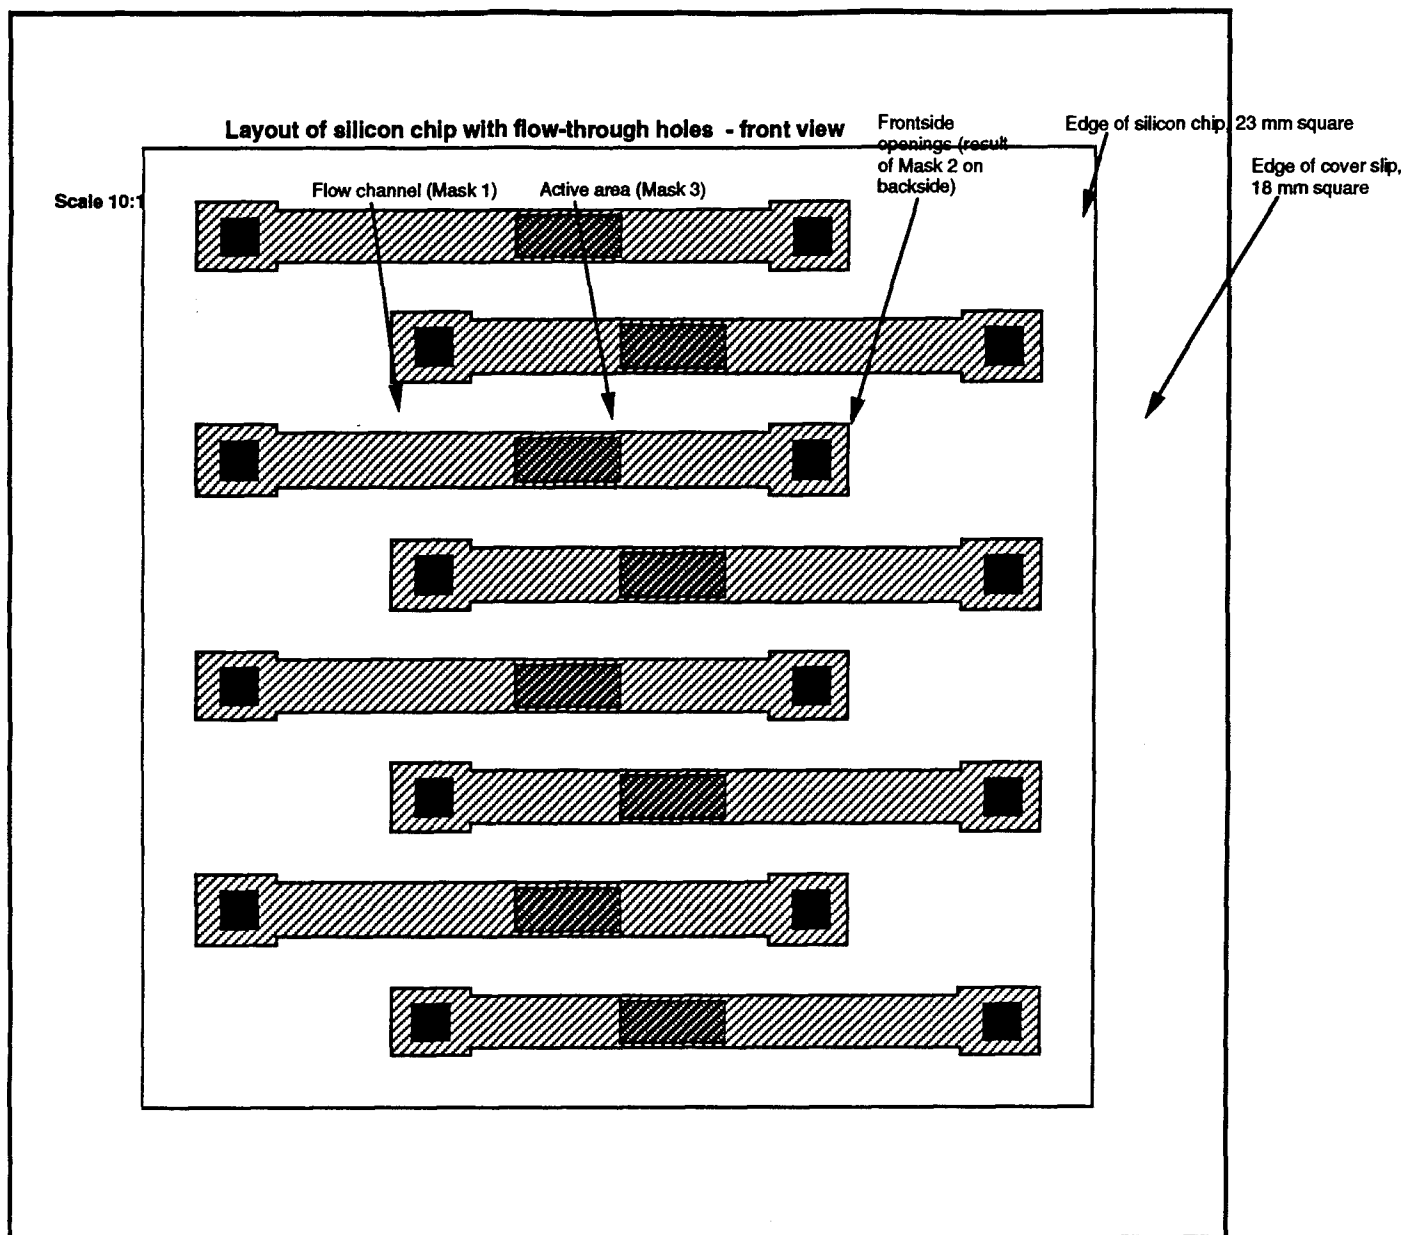 Layout of silicon chip with flow-through holes - front view
Frontside
openings (result
of Mask 2 on
backside)
Edge of silicon chip, 23 mm square
Edge of cover slip,
18 mm square
Scale 10:1
Flow channel (Mask 1)
Active area (Mask 3)